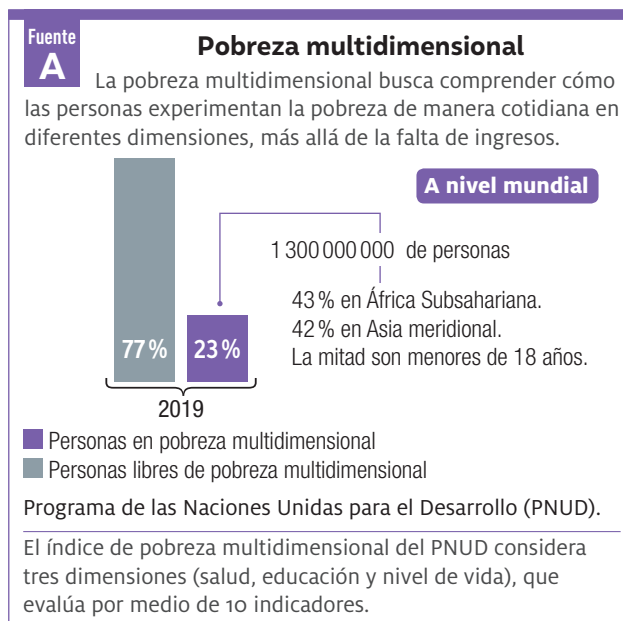 Fuente
A
Pobreza multidimensional
La pobreza multidimensional busca comprender cómo
las personas experimentan la pobreza de manera cotidiana en
diferentes dimensiones, más allá de la falta de ingresos.
A nivel mundial
1 300 000 000 de personas
43 % en África Subsahariana.
42 % en Asia meridional.
La mitad son menores de 18 años.
77 %
23 %
2019
Personas en pobreza multidimensional
Personas libres de pobreza multidimensional
Programa de las Naciones Unidas para el Desarrollo (PNUD).
El índice de pobreza multidimensional del PNUD considera
tres dimensiones (salud, educación y nivel de vida), que
evalúa por medio de 10 indicadores.